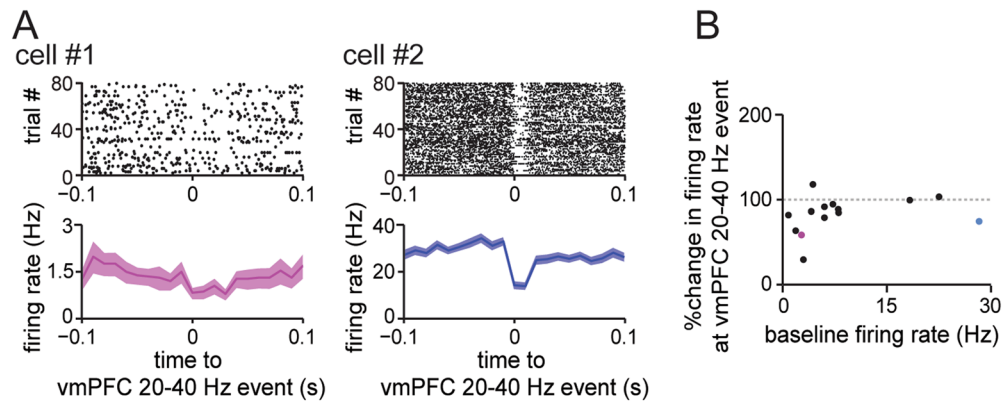 A
cell #1
trial #
80
40
0
−0.1
0
0.1
firing rate (Hz)
3
1.5
0
−0.1
0
0.1
time to
vmPFC 20-40 Hz event (s)
cell #2
trial #
80
40
0
−0.1
0
0.1
firing rate (Hz)
40
20
0
−0.1
0
0.1
time to
vmPFC 20-40 Hz event (s)
B
%change in firing rate
at vmPFC 20-40 Hz event
200
100
0
0
15
30
baseline firing rate (Hz)